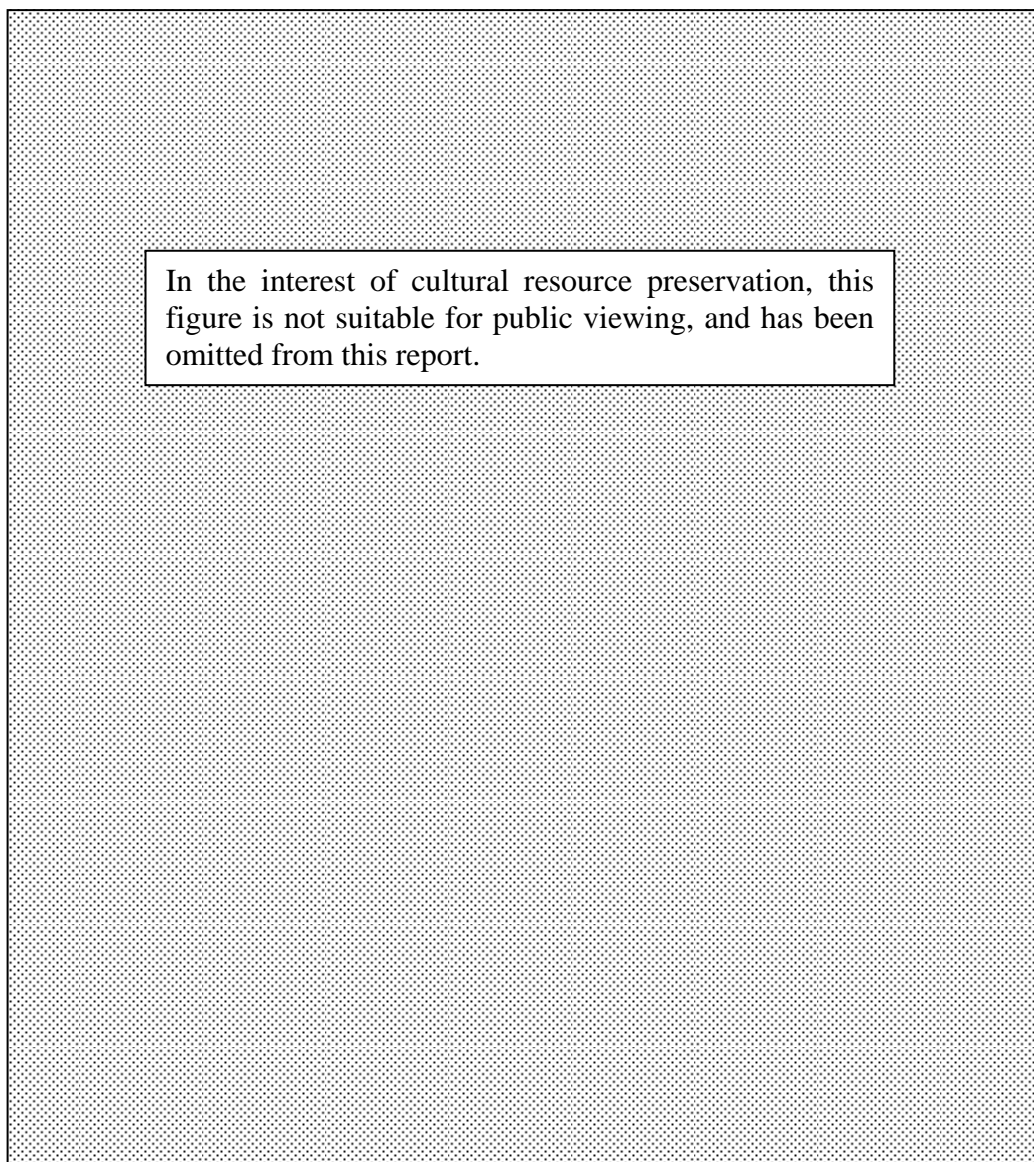 In the interest of cultural resource preservation, this
figure is not suitable for public viewing, and has been
omitted from this report.